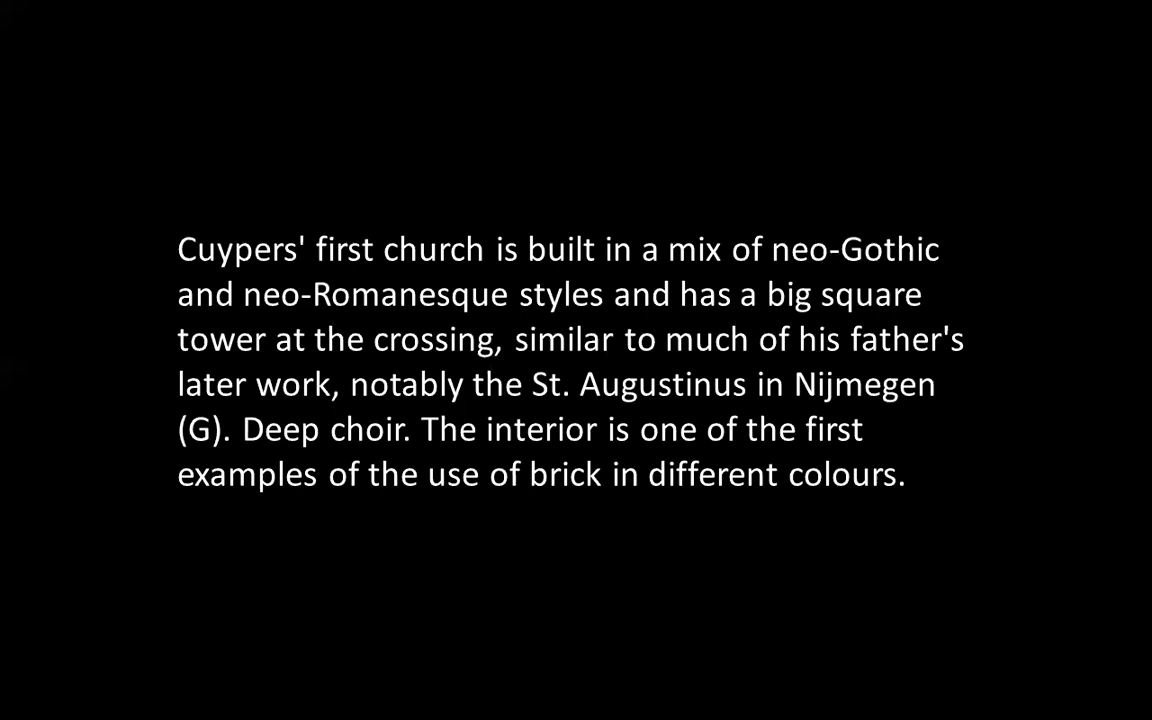 Cuypers' first church is built in a mix of neo-Gothic
and neo-Romanesque styles and has a big square
tower at the crossing, similar to much of his father's
later work, notably the St. Augustinus in Nijmegen
(G). Deep choir. The interior is one of the first
examples of the use of brick in different colours.